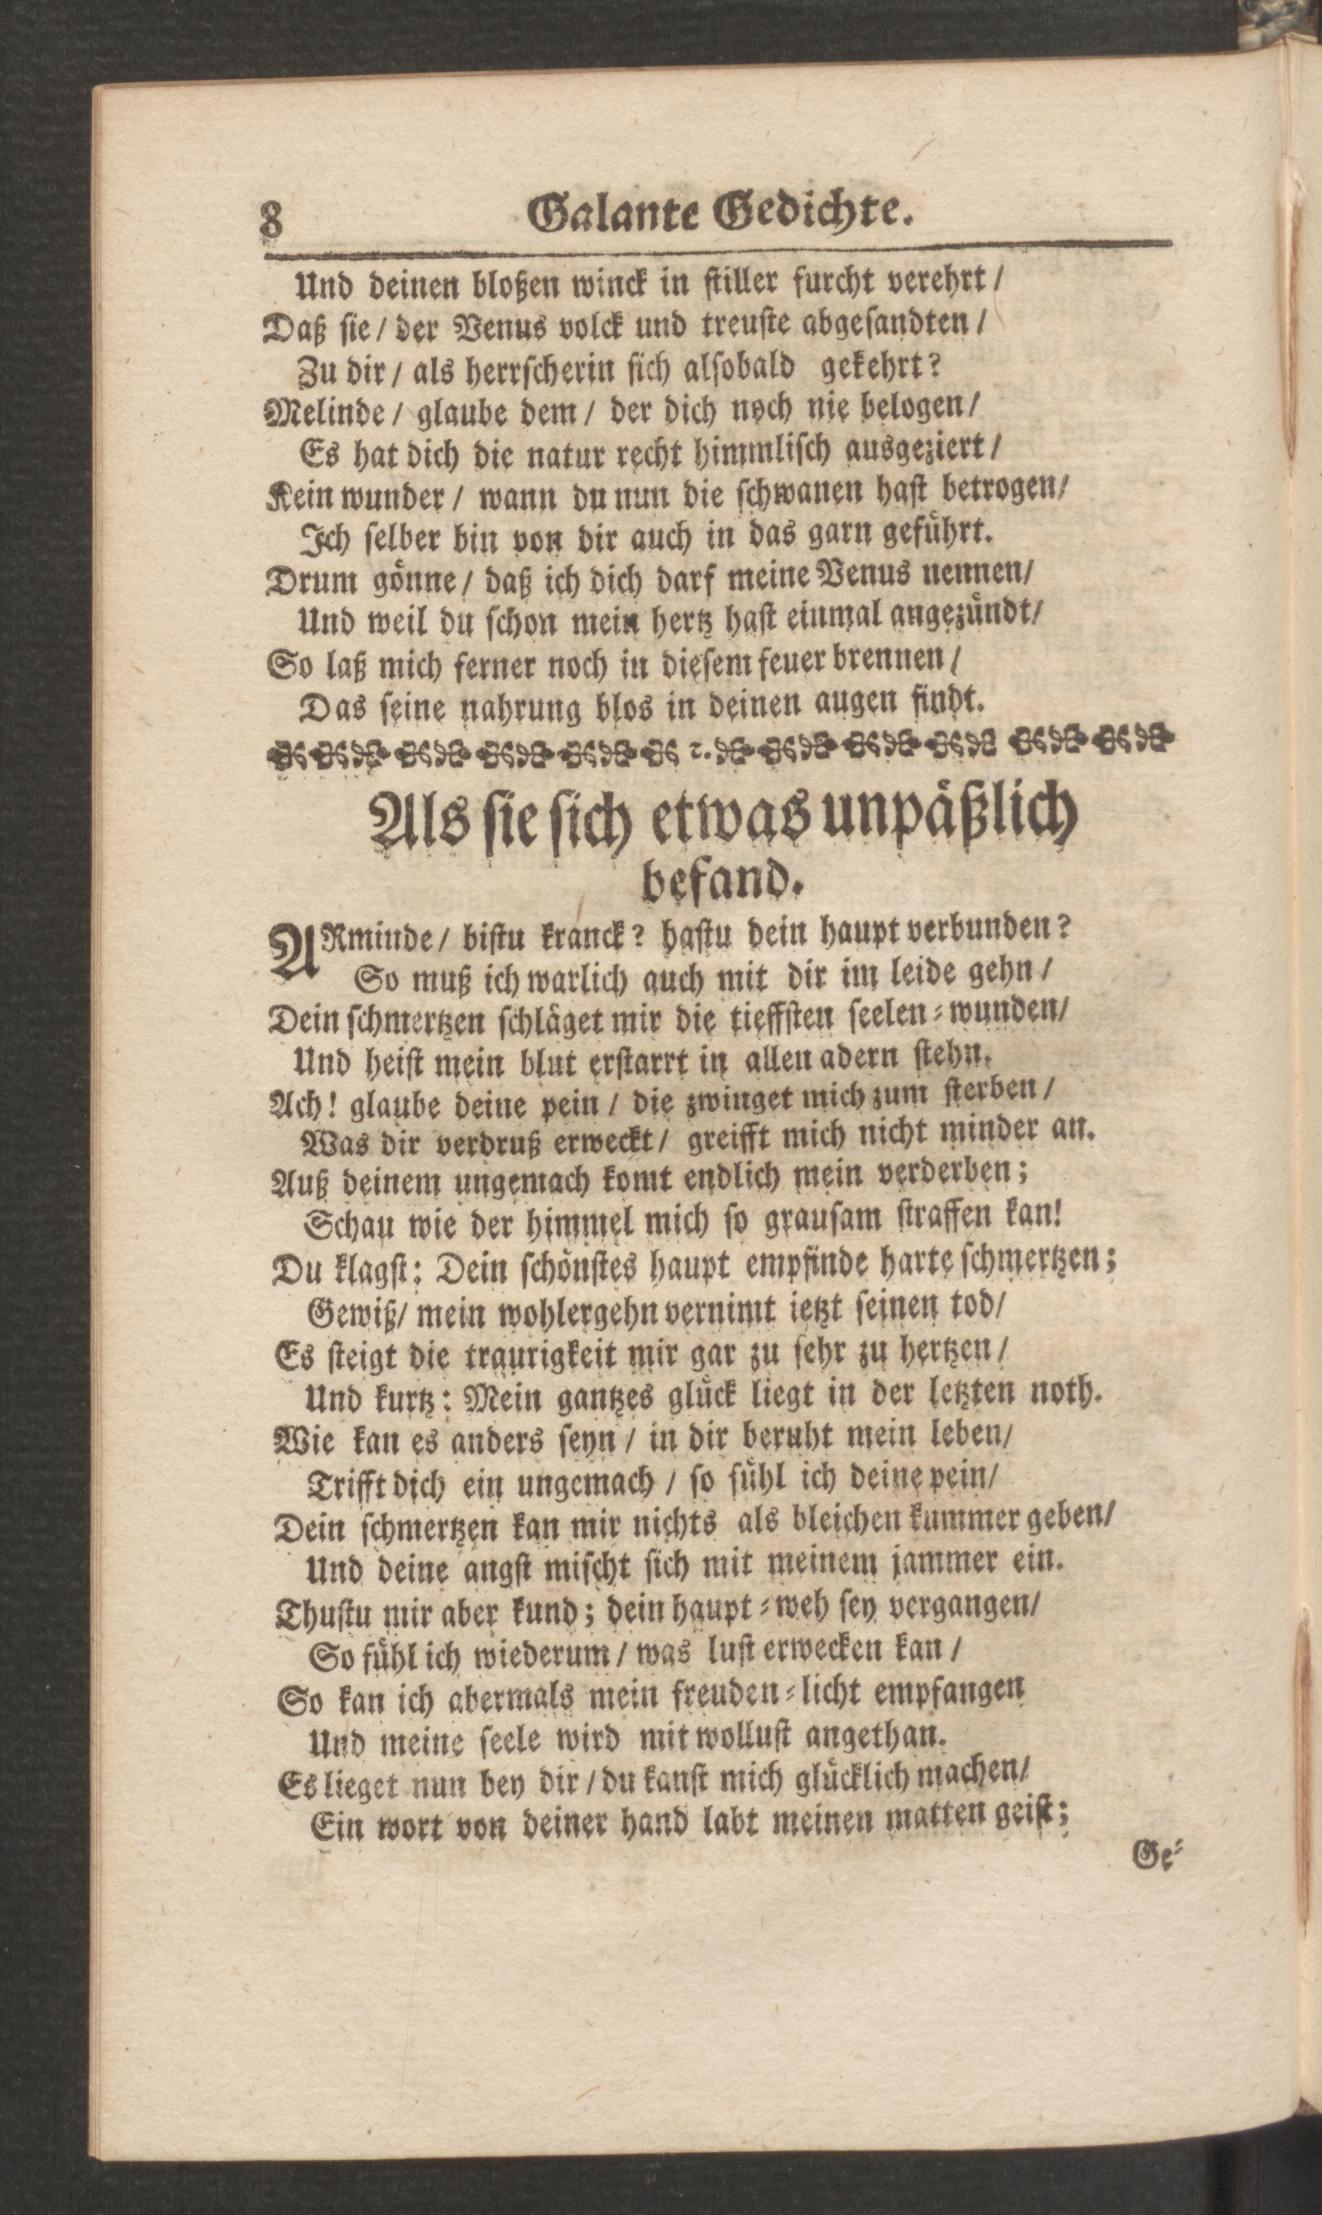 8 Galante Gedichte.
Und deinen bloßen winck in stiller furcht verehrt /
Daß sie / der Venus volck und treuste abgesandten /
Zu dir / als herrscherin sich alsobald gekehrt?
Melinde / glaube dem / der dich noch nie belogen /
Es hat dich die natur recht himmlisch ausgeziert /
Kein wunder / wann du nun die schwanen hast betrogen /
Ich selber bin von dir auch in das garn geführt.
Drum gönne / daß ich dich darf meine Venus nennen /
Und weil du schon mein hertz hast einmal angezündt /
So laß mich ferner noch in diesem feuer brennen /
Das seine nahrung blos in deinen augen findt.
Als sie sich etwas unpäßlich
befand.
ARminde / bistu kranck? hastu dein haupt verbunden?
So muß ich warlich auch mit dir im leide gehn /
Dein schmertzen schläget mir die tieffsten seelen-wunden /
Und heist mein blut erstarrt in allen adern stehn.
Ach! glaube deine pein / die zwinget mich zum sterben /
Was dir verdruß erweckt / greifft mich nicht minder an.
Auß deinem ungemach komt endlich mein verderben;
Schau wie der himmel mich so grausam straffen kan!
Du klagst: Dein schönstes haupt empfinde harte schmertzen;
Gewiß / mein wohlergehn vernimt ietzt seinen tod /
Es steigt die traurigkeit mir gar zu sehr zu hertzen /
Und kurtz: Mein gantzes glück liegt in der letzten noth.
Wie kan es anders seyn / in dir beruht mein leben /
Trifft dich ein ungemach / so fühl ich deine pein /
Dein schmertzen kan mir nichts als bleichen kummer geben /
Und deine angst mischt sich mit meinem jammer ein.
Thustu mir aber kund; dein haupt-weh sey vergangen /
So fühl ich wiederum / was lust erwecken kan /
So kan ich abermals mein freuden-licht empfangen
Und meine seele wird mit wollust angethan.
Es lieget nun bey dir / du kanst mich glücklich machen /
Ein wort von deiner hand labt meinen matten geist;
Ge-